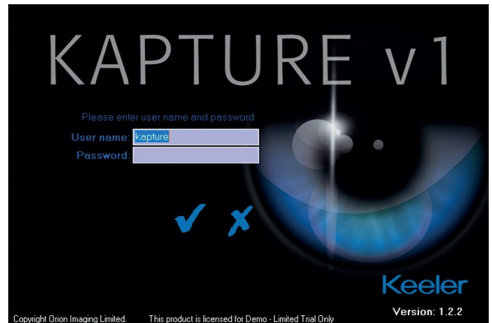 KAPTURE v1
Please enter user name and password
User name: kapture
Password:
Keeler
Version: 1.2.2
Copyright Orion Imaging Limited. This product is licensed for Demo - Limited Trial Only